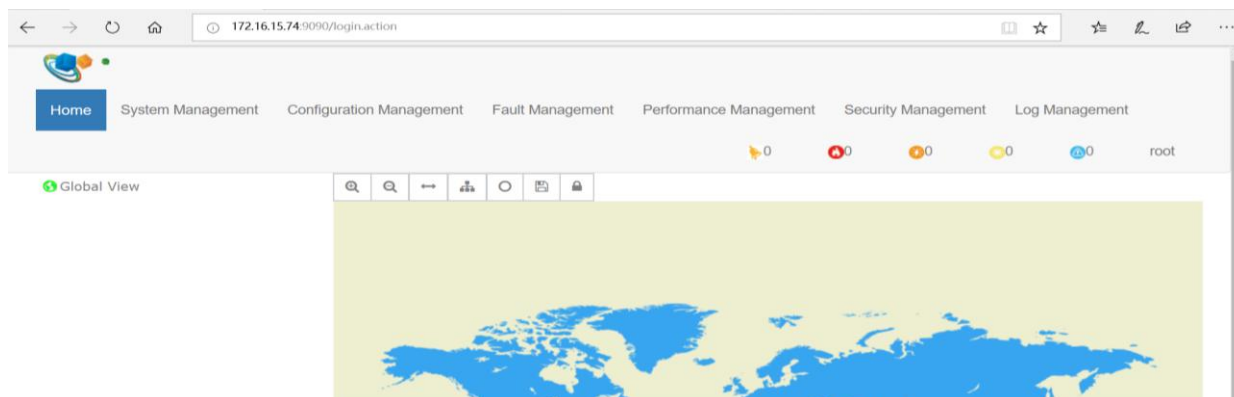 172.16.15.74:9090/login.action
Home System Management Configuration Management Fault Management Performance Management Security Management Log Management
0 0 0 0 0 root
Global View